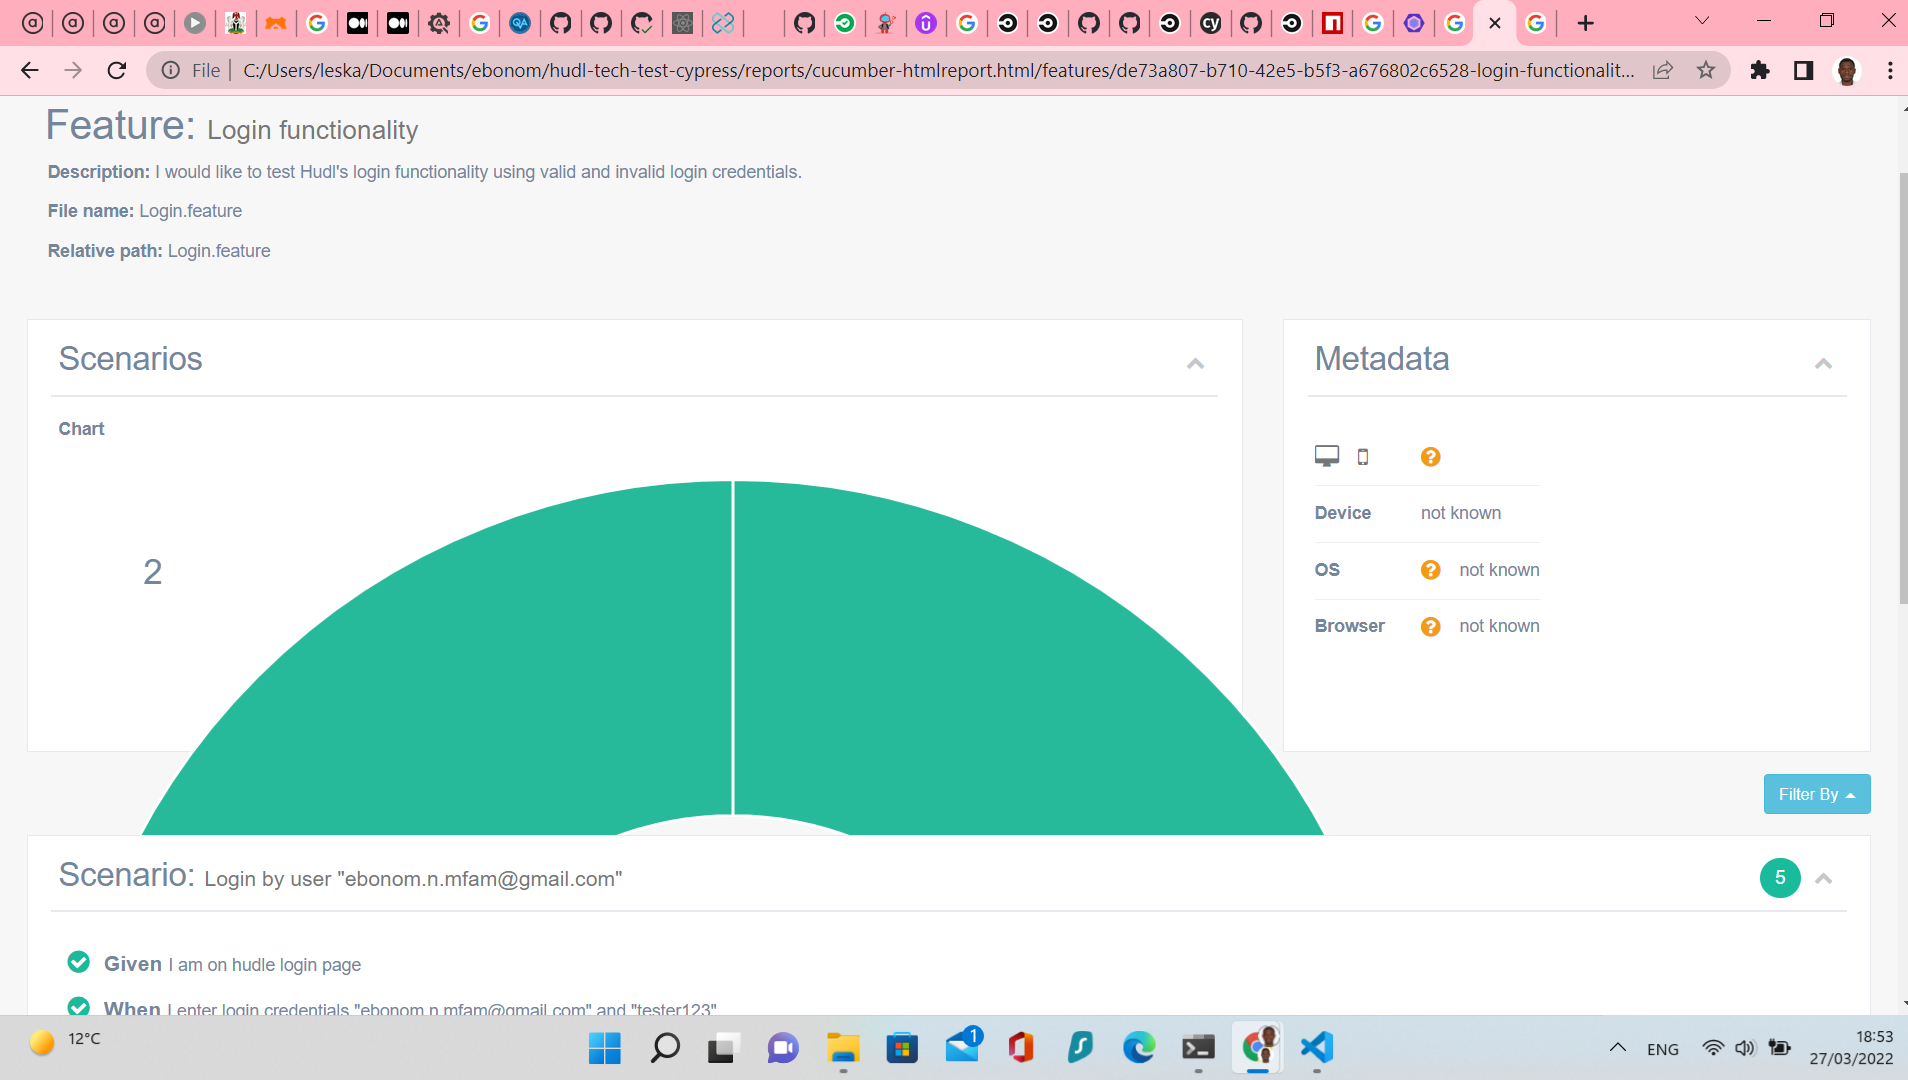 File
C:/Users/leska/Documents/ebonom/hudl-tech-test-cypress/reports/cucumber-htmlreport.html/features/de73a807-b710-42e5-b5f3-a676802c6528-login-functionalit...
Feature: Login functionality
Description: I would like to test Hudl's login functionality using valid and invalid login credentials.
File name: Login.feature
Relative path: Login.feature
Scenarios
Metadata
Chart
2
Device not known
OS not known
Browser not known
Filter By
Scenario: Login by user "ebonom.n.mfam@gmail.com"
5
Given I am on hudle login page
When I enter login credentials "ebonom.n.mfam@gmail.com" and "tester123"
12°C
1
ENG
18:53
27/03/2022